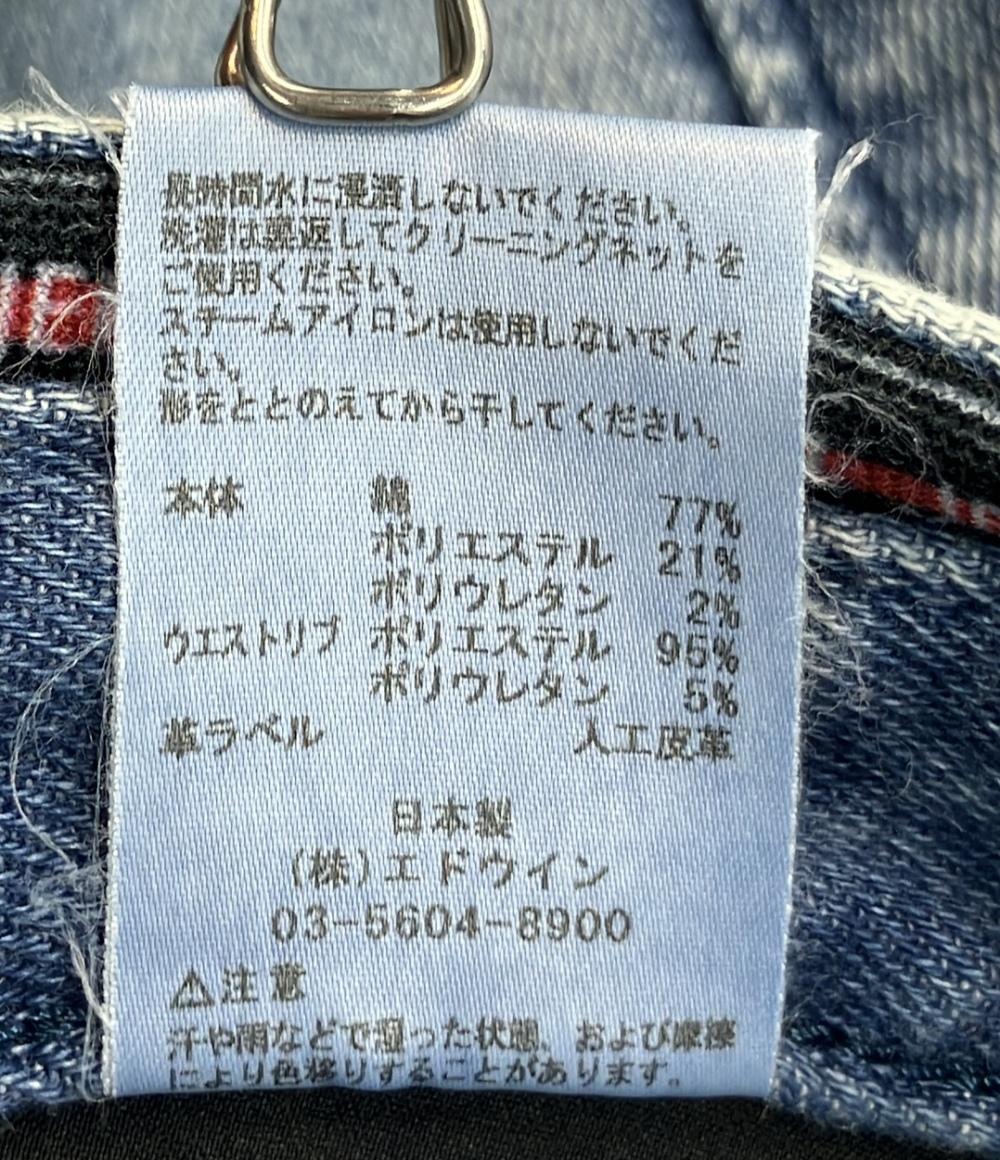 長時間水に浸漬しないでください。
洗濯は裏返してクリーニングネットを
ご使用ください。
スチームアイロンは使用しないでくだ
さい。
形をととのえてから干してください。
本体 綿 77%
ポリエステル 21%
ポリウレタン 2%
ウエストリブ ポリエステル 95%
ポリウレタン 5%
革ラベル 人工皮革
日本製
(株)エドウイン
03-5604-8900
⚠注意
汗や雨などで湿った状態、および摩擦
により色移りすることがあります。